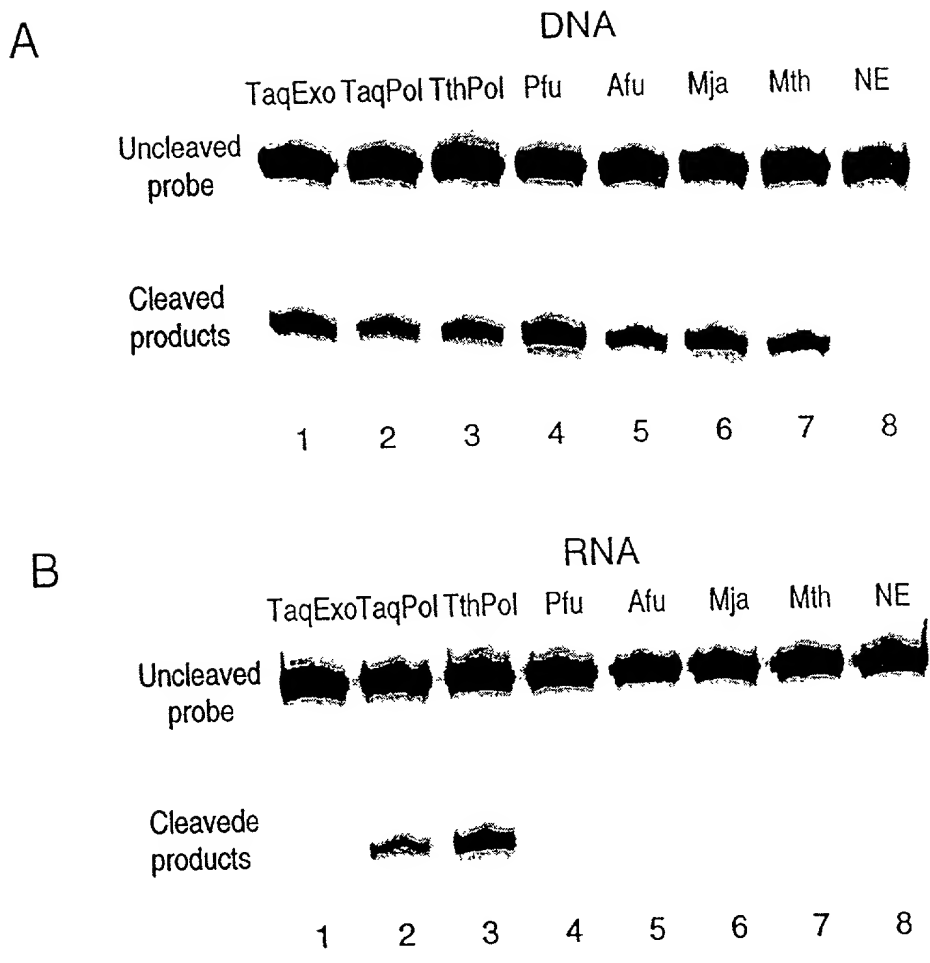 A
DNA
TaqExo TaqPol TthPol Pfu Afu Mja Mth NE
Uncleaved
probe
Cleaved
products
1 2 3 4 5 6 7 8
B
RNA
TaqExo TaqPol TthPol Pfu Afu Mja Mth NE
Uncleaved
probe
Cleavede
products
1 2 3 4 5 6 7 8